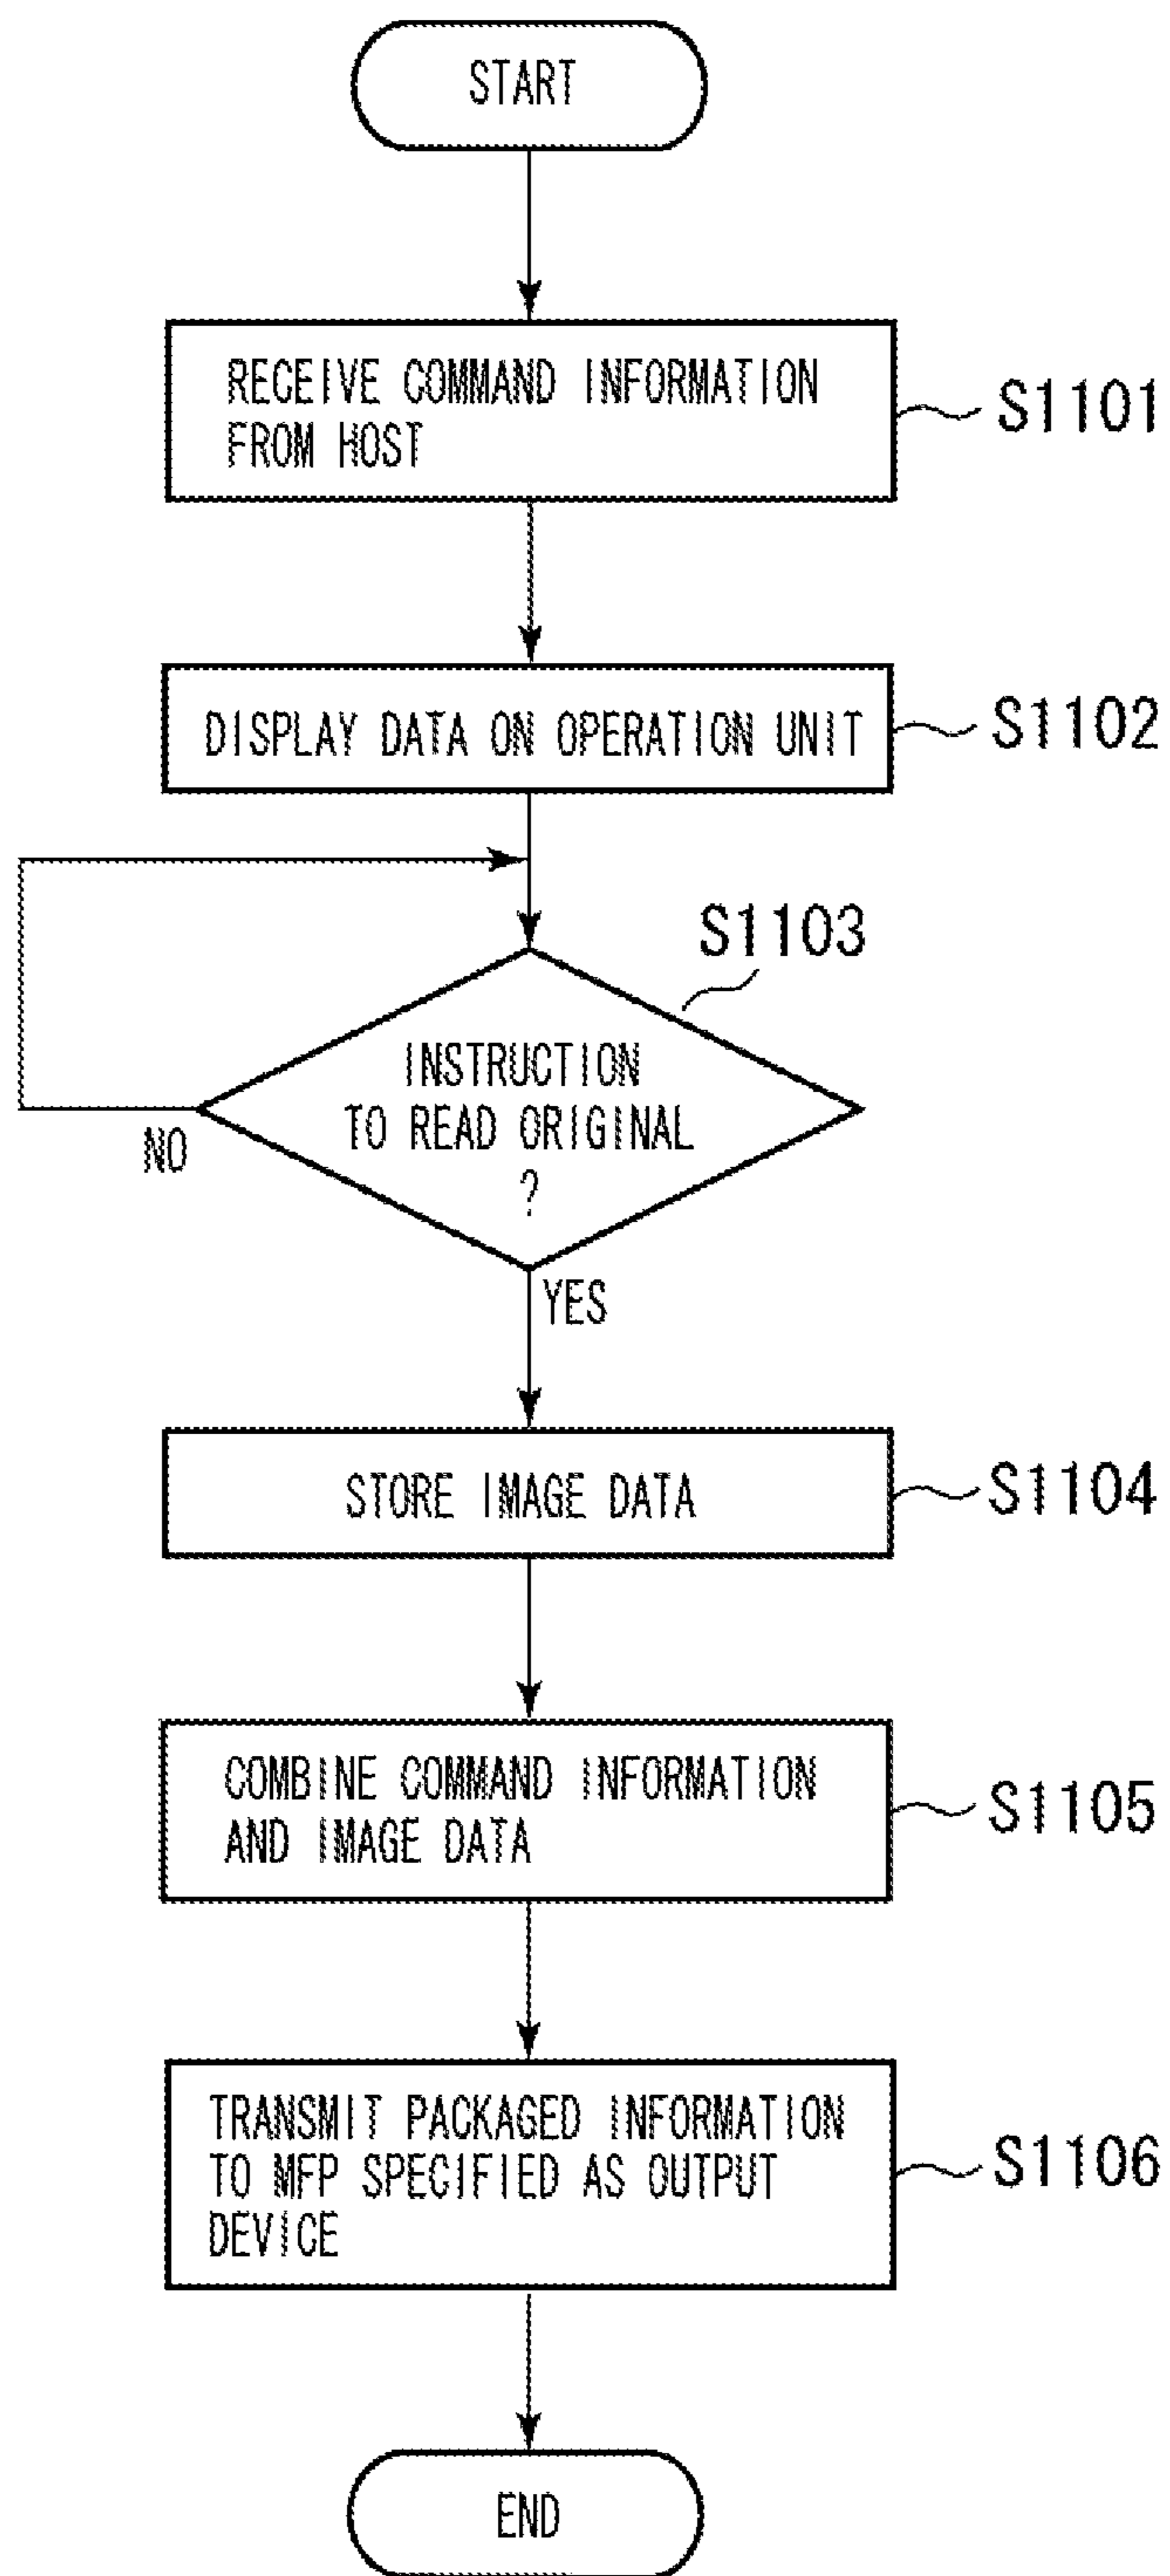 START
RECEIVE COMMAND INFORMATION
FROM HOST
S1101
DISPLAY DATA ON OPERATION UNIT
S1102
S1103
INSTRUCTION
TO READ ORIGINAL
?
NO
YES
STORE IMAGE DATA
S1104
COMBINE COMMAND INFORMATION
AND IMAGE DATA
S1105
TRANSMIT PACKAGED INFORMATION
TO MFP SPECIFIED AS OUTPUT
DEVICE
S1106
END